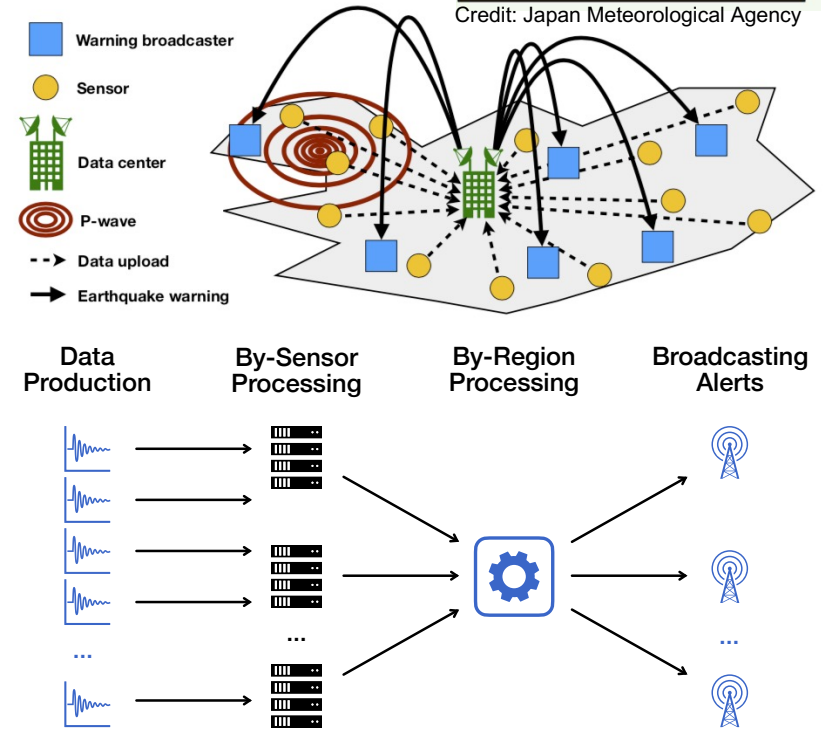 Credit: Japan Meteorological Agency
Warning broadcaster
Sensor
Data center
P-wave
Data upload
Earthquake warning
Data
Production
By-Sensor
Processing
By-Region
Processing
Broadcasting
Alerts
...
...
...